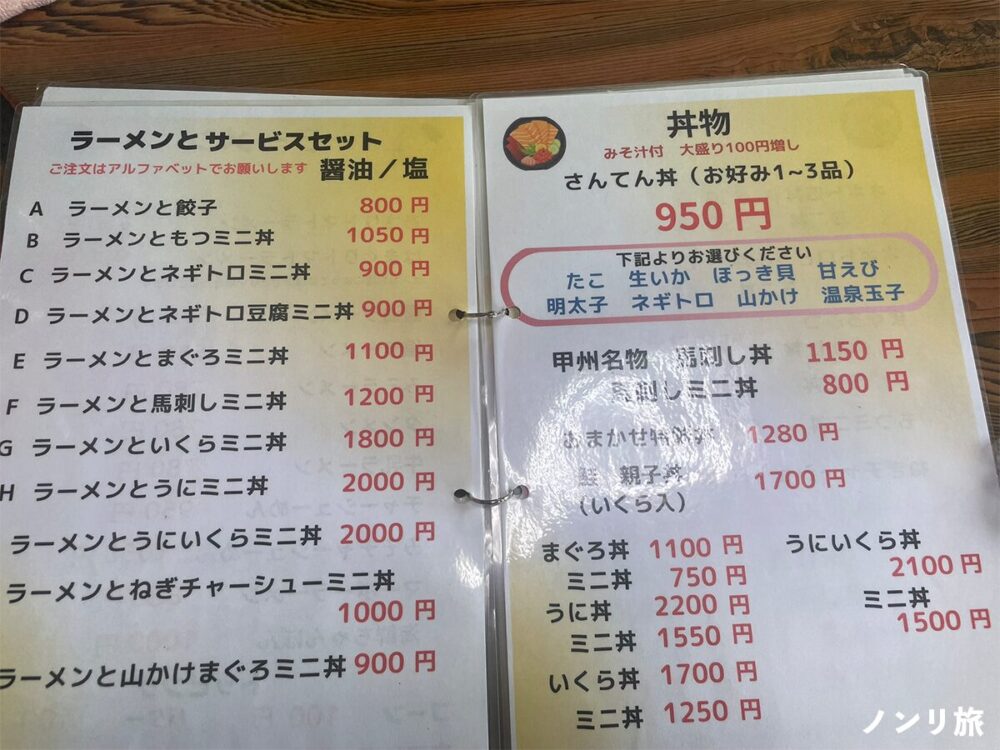 ラーメンとサービスセット
ご注文はアルファベットでお願いします 醤油／塩
A ラーメンと餃子 800円
B ラーメンともつミニ丼 1050円
C ラーメンとネギトロミニ丼 900円
D ラーメンとネギトロ豆腐ミニ丼 900円
E ラーメンとまぐろミニ丼 1100円
F ラーメンと馬刺しミニ丼 1200円
G ラーメンといくらミニ丼 1800円
H ラーメンとうにミニ丼 2000円
ラーメンとうにいくらミニ丼 2000円
ラーメンとねぎチャーシューミニ丼
1000円
ラーメンと山かけまぐろミニ丼 900円
丼物
みそ汁付 大盛り100円増し
さんてん丼（お好み1~3品）
950円
下記よりお選びください
たこ 生いか ほっき貝 甘えび
明太子 ネギトロ 山かけ 温泉玉子
甲州名物 馬刺し丼 1150円
馬刺しミニ丼 800円
おまかせ特 1280円
鮭 親子丼 1700円
（いくら入）
まぐろ丼 1100円
ミニ丼 750円
うに丼 2200円
ミニ丼 1550円
いくら丼 1700円
ミニ丼 1250円
うにいくら丼
2100円
ミニ丼
1500円
ノンリ旅